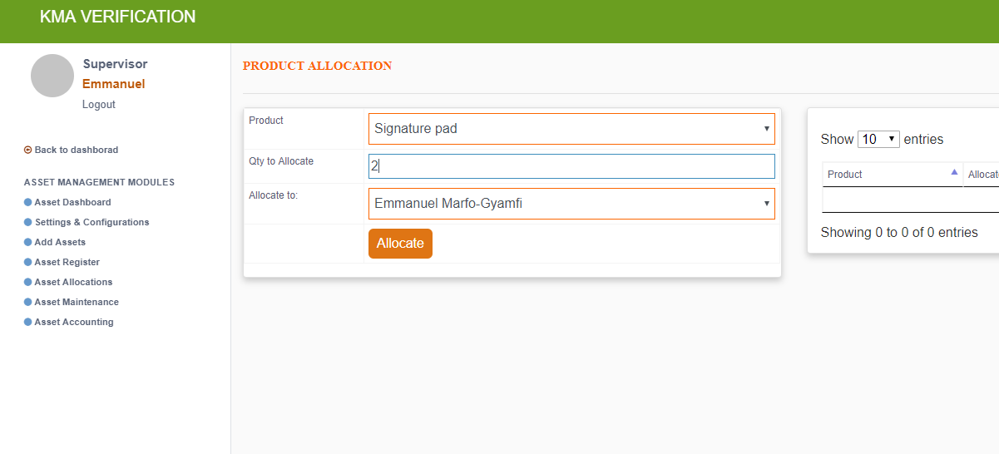 KMA VERIFICATION
Supervisor
Emmanuel
Logout
Back to dashborad
ASSET MANAGEMENT MODULES
Asset Dashboard
Settings & Configurations
Add Assets
Asset Register
Asset Allocations
Asset Maintenance
Asset Accounting
PRODUCT ALLOCATION
Product
Signature pad
Qty to Allocate
2
Allocate to:
Emmanuel Marfo-Gyamfi
Allocate
Show 10 entries
Product Allocat
Showing 0 to 0 of 0 entries